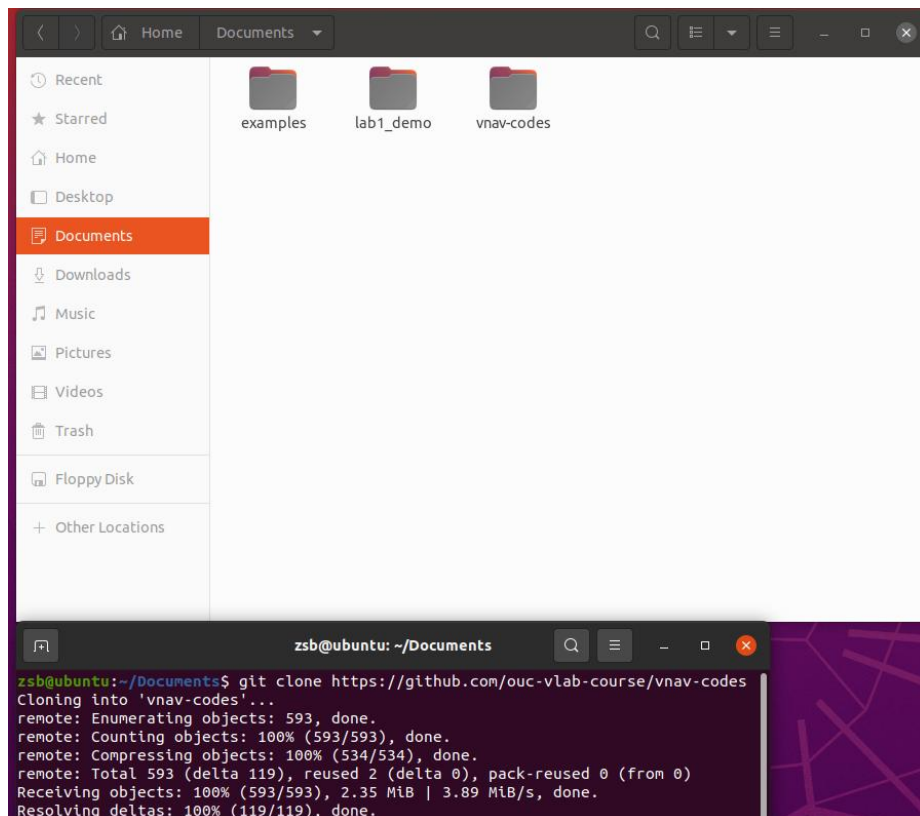 Home Documents
Recent
Starred
Home
Desktop
Documents
Downloads
Music
Pictures
Videos
Trash
Floppy Disk
+ Other Locations
examples lab1_demo vnav-codes
zsb@ubuntu: ~/Documents
zsb@ubuntu:~/Documents$ git clone https://github.com/ouc-vlab-course/vnav-codes
Cloning into 'vnav-codes'...
remote: Enumerating objects: 593, done.
remote: Counting objects: 100% (593/593), done.
remote: Compressing objects: 100% (534/534), done.
remote: Total 593 (delta 119), reused 2 (delta 0), pack-reused 0 (from 0)
Receiving objects: 100% (593/593), 2.35 MiB | 3.89 MiB/s, done.
Resolving deltas: 100% (119/119), done.